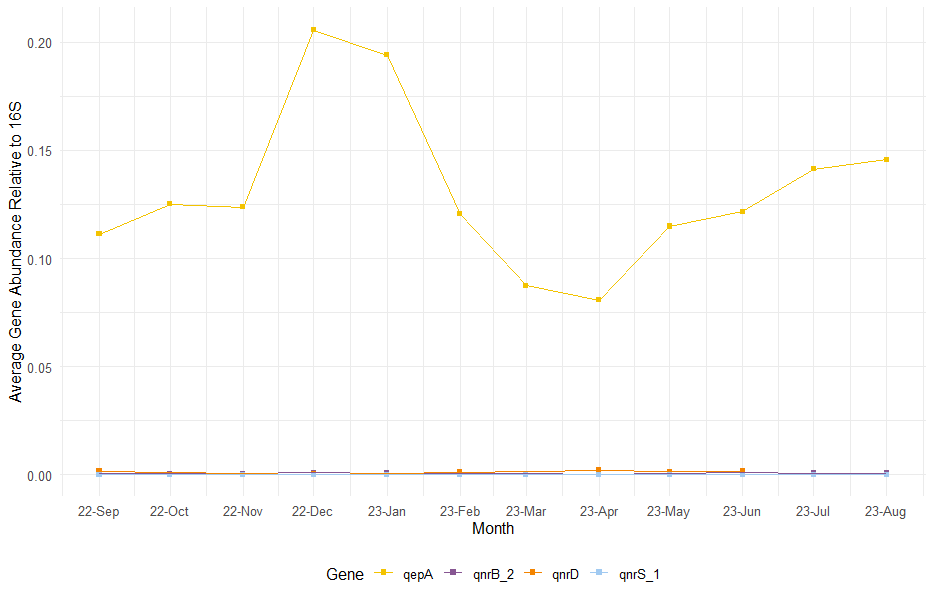 Average Gene Abundance Relative to 16S
0.20
0.15
0.10
0.05
0.00
22-Sep 22-Oct 22-Nov 22-Dec 23-Jan 23-Feb 23-Mar 23-Apr 23-May 23-Jun 23-Jul 23-Aug
Month
Gene qepA qnrB_2 qnrD qnrS_1